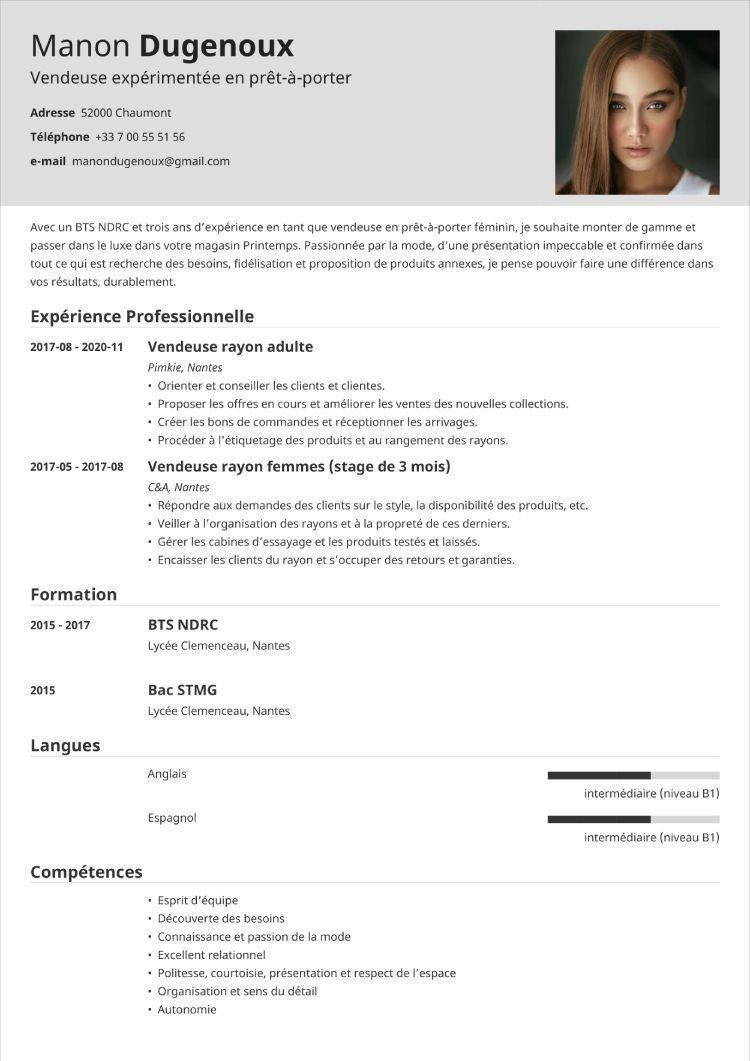 Manon Dugenoux
Vendeuse expérimentée en prêt-à-porter
Adresse 52000 Chaumont
Téléphone +33 7 00 55 51 56
e-mail manondugenoux@gmail.com
Avec un BTS NDRC et trois ans d'expérience en tant que vendeuse en prêt-à-porter féminin, je souhaite monter de gamme et
passer dans le luxe dans votre magasin Printemps. Passionnée par la mode, d'une présentation impeccable et confirmée dans
tout ce qui est recherche des besoins, fidélisation et proposition de produits annexes, je pense pouvoir faire une différence dans
vos résultats, durablement.
Expérience Professionnelle
2017-08 - 2020-11 Vendeuse rayon adulte
Pimkie, Nantes
• Orienter et conseiller les clients et clientes.
• Proposer les offres en cours et améliorer les ventes des nouvelles collections.
• Créer les bons de commandes et réceptionner les arrivages.
• Procéder à l'étiquetage des produits et au rangement des rayons.
2017-05 - 2017-08 Vendeuse rayon femmes (stage de 3 mois)
C&A, Nantes
• Répondre aux demandes des clients sur le style, la disponibilité des produits, etc.
• Veiller à l'organisation des rayons et à la propreté de ces derniers.
• Gérer les cabines d'essayage et les produits testés et laissés.
• Encaisser les clients du rayon et s'occuper des retours et garanties.
Formation
2015 - 2017 BTS NDRC
Lycée Clemenceau, Nantes
2015 Bac STMG
Lycée Clemenceau, Nantes
Langues
Anglais
intermédiaire (niveau B1)
Espagnol
intermédiaire (niveau B1)
Compétences
• Esprit d'équipe
• Découverte des besoins
• Connaissance et passion de la mode
• Excellent relationnel
• Politesse, courtoisie, présentation et respect de l'espace
• Organisation et sens du détail
• Autonomie